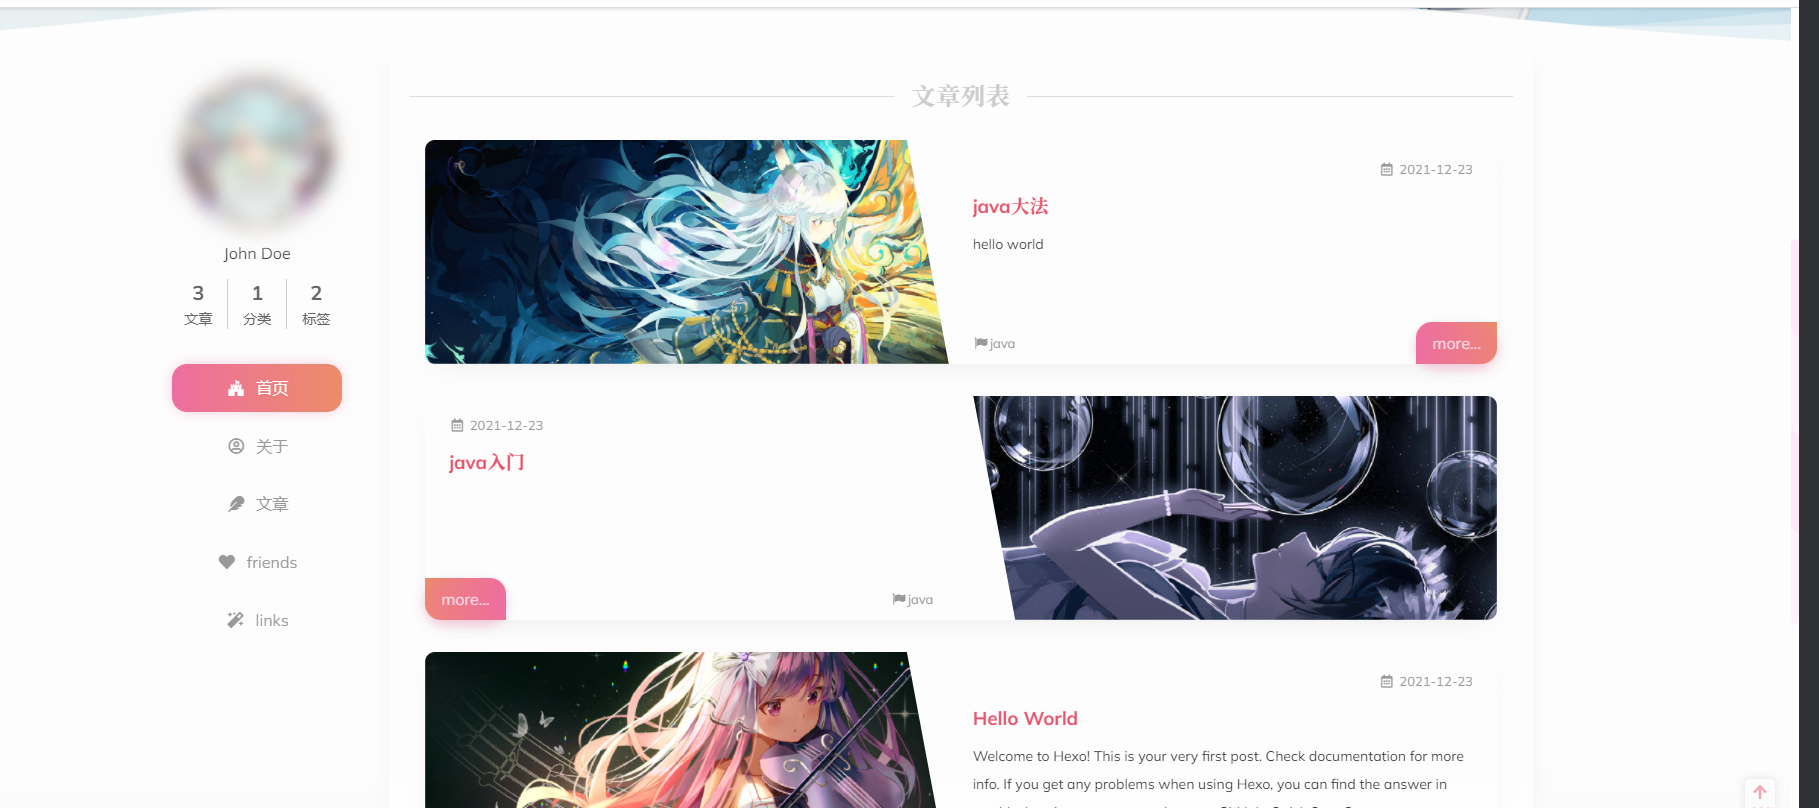 文章列表
John Doe
3 1 2
文章 分类 标签
首页
关于
文章
friends
links
2021-12-23
java大法
hello world
java
more...
2021-12-23
java入门
more...
java
2021-12-23
Hello World
Welcome to Hexo! This is your very first post. Check documentation for more
info. If you get any problems when using Hexo, you can find the answer in